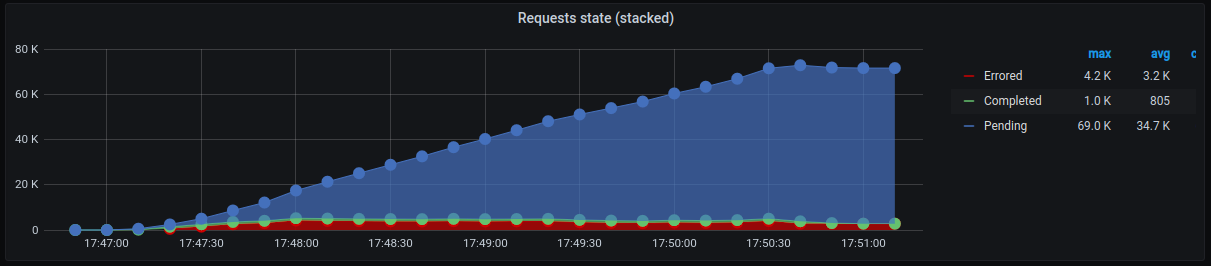 Requests state (stacked)
80 K
60 K
40 K
20 K
0
17:47:00 17:47:30 17:48:00 17:48:30 17:49:00 17:49:30 17:50:00 17:50:30 17:51:00
max avg c
Errored 4.2 K 3.2 K
Completed 1.0 K 805
Pending 69.0 K 34.7 K